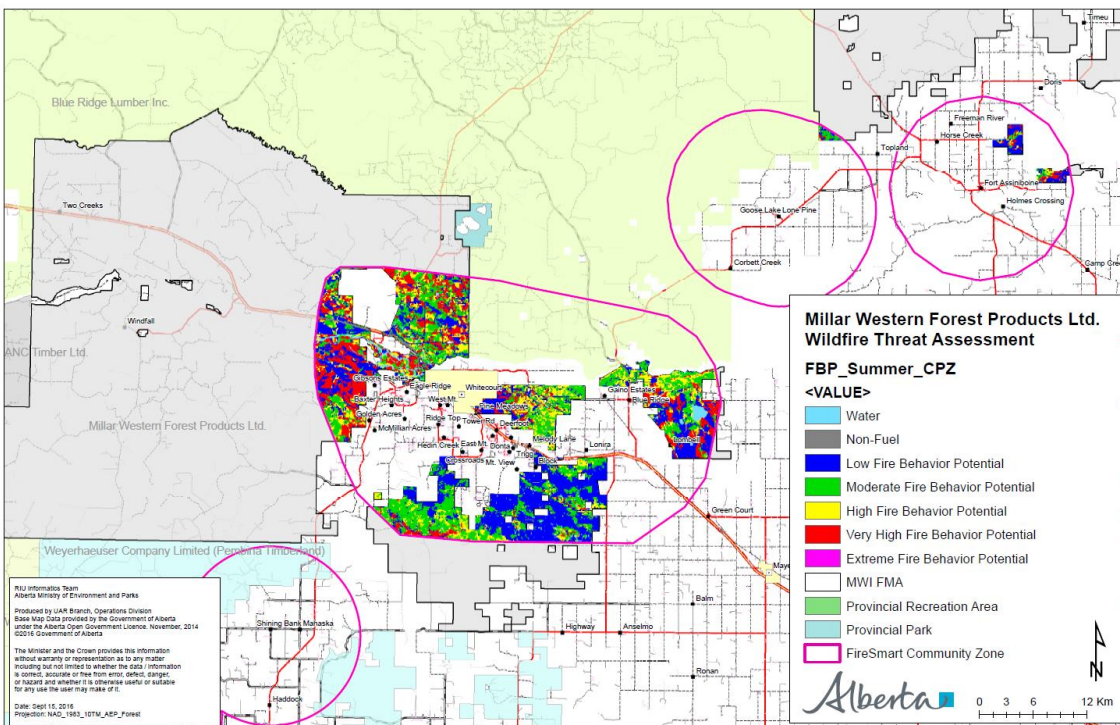 Timeu
Doris
Blue Ridge Lumber Inc.
Freeman River
Horse Creek
Topland
Fort Assiniboine
Two Creeks
Holmes Crossing
Goose Lake Lone Pine
Corbett Creek
Camp Cre
Windfall
ANC Timber Ltd.
Gibsons Estates
Eagle Ridge
Whitecourt
Gaino Estates
Baxter Heights
West Mt.
Pine Meadows
Blue Ridge
Golden Acres
Ridge Top
Tower Rd
Deerfoot
Millar Western Forest Products Ltd.
McMillian Acres
Hedin Creek
East Mt.
Donta
Melody Lane
Lonira
Crossroads
Mt. View
Green Court
Weyerhaeuser Company Limited (Pembina Timberland)
Maye
Balm
Shining Bank
Manaska
Highway
Anselmo
Ronan
Haddock
Millar Western Forest Products Ltd.
Wildfire Threat Assessment
FBP_Summer_CPZ
<VALUE>
Water
Non-Fuel
Low Fire Behavior Potential
Moderate Fire Behavior Potential
High Fire Behavior Potential
Very High Fire Behavior Potential
Extreme Fire Behavior Potential
MWI FMA
Provincial Recreation Area
Provincial Park
FireSmart Community Zone
N
Alberta
0 3 6 12 Km
RIU Informatics Team
Alberta Ministry of Environment and Parks
Produced by UAR Branch, Operations Division
Base Map Data provided by the Government of Alberta
under the Alberta Open Government Licence. November, 2014
©2016 Government of Alberta
The Minister and the Crown provides this information
without warranty or representation as to any matter
including but not limited to whether the data / information
is correct, accurate or free from error, defect, danger,
or hazard and whether it is otherwise useful or suitable
for any use the user may make of it.
Date: Sept 15, 2016
Projection: NAD_1983_10TM_AEP_Forest